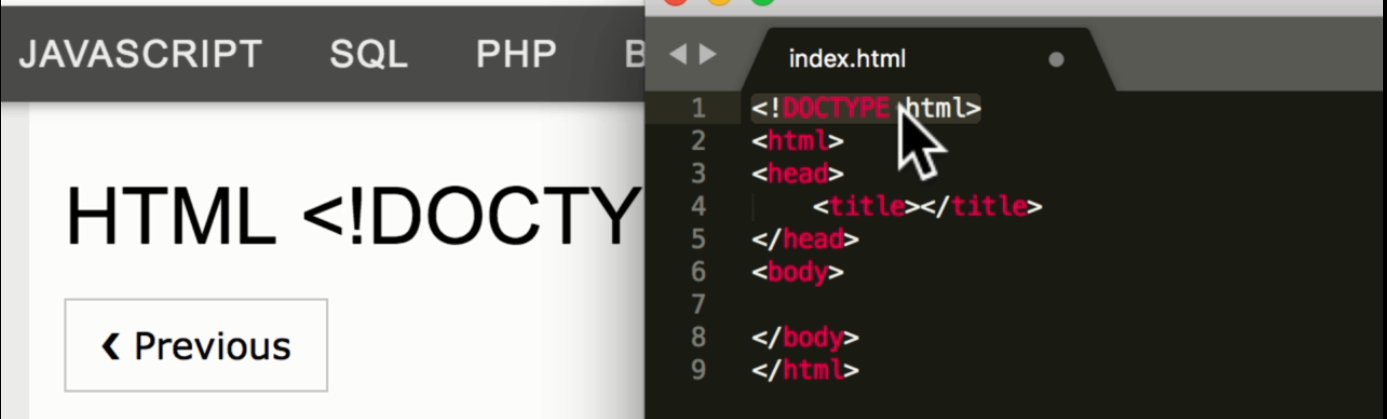 JAVASCRIPT SQL PHP B
HTML <!DOCTY
❮ Previous
index.html
1 <!DOCTYPE html>
2 <html>
3 <head>
4 <title></title>
5 </head>
6 <body>
7
8 </body>
9 </html>